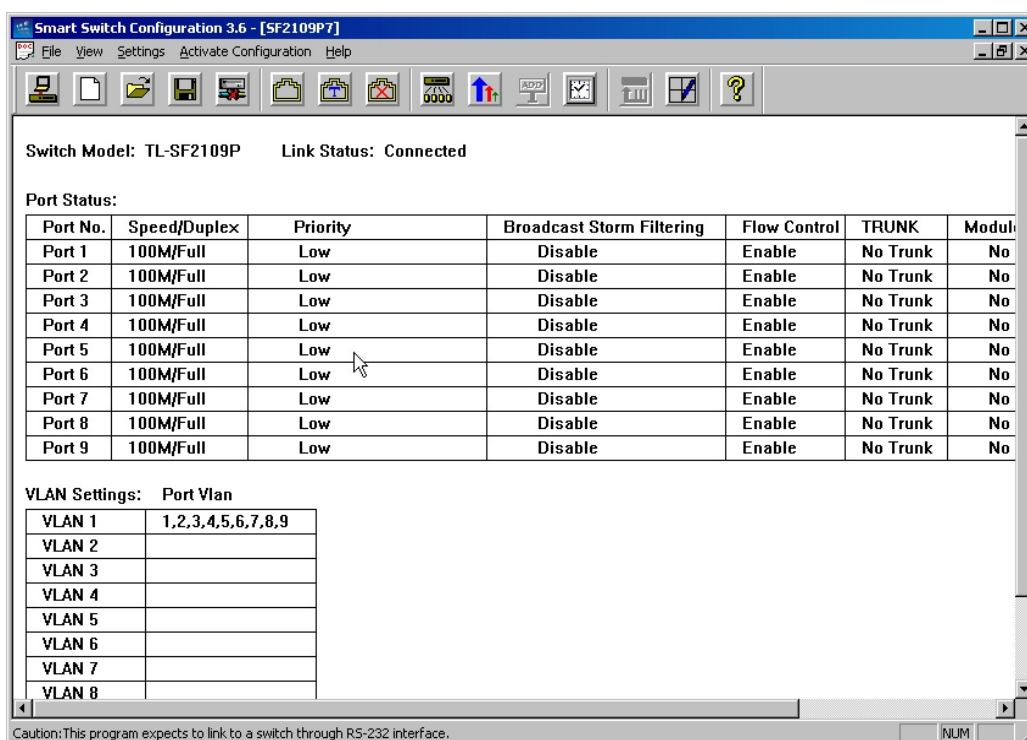 Smart Switch Configuration 3.6 - [SF2109P7]
File View Settings Activate Configuration Help
Switch Model: TL-SF2109P Link Status: Connected
Port Status:
Port No. Speed/Duplex Priority Broadcast Storm Filtering Flow Control TRUNK Modul
Port 1 100M/Full Low Disable Enable No Trunk No
Port 2 100M/Full Low Disable Enable No Trunk No
Port 3 100M/Full Low Disable Enable No Trunk No
Port 4 100M/Full Low Disable Enable No Trunk No
Port 5 100M/Full Low Disable Enable No Trunk No
Port 6 100M/Full Low Disable Enable No Trunk No
Port 7 100M/Full Low Disable Enable No Trunk No
Port 8 100M/Full Low Disable Enable No Trunk No
Port 9 100M/Full Low Disable Enable No Trunk No
VLAN Settings: Port Vlan
VLAN 1 1,2,3,4,5,6,7,8,9
VLAN 2
VLAN 3
VLAN 4
VLAN 5
VLAN 6
VLAN 7
VLAN 8
Caution:This program expects to link to a switch through RS-232 interface. NUM